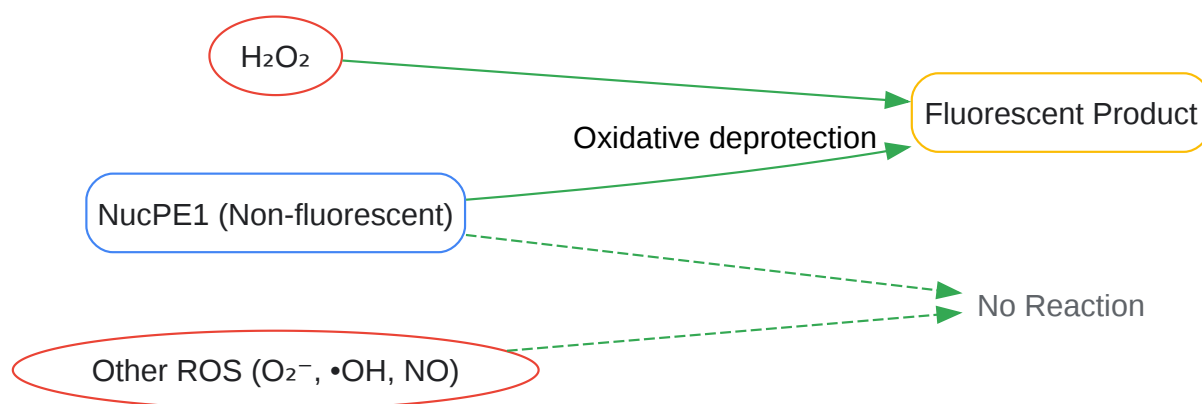 H₂O₂
Fluorescent Product
Oxidative deprotection
NucPE1 (Non-fluorescent)
No Reaction
Other ROS (O₂⁻, •OH, NO)